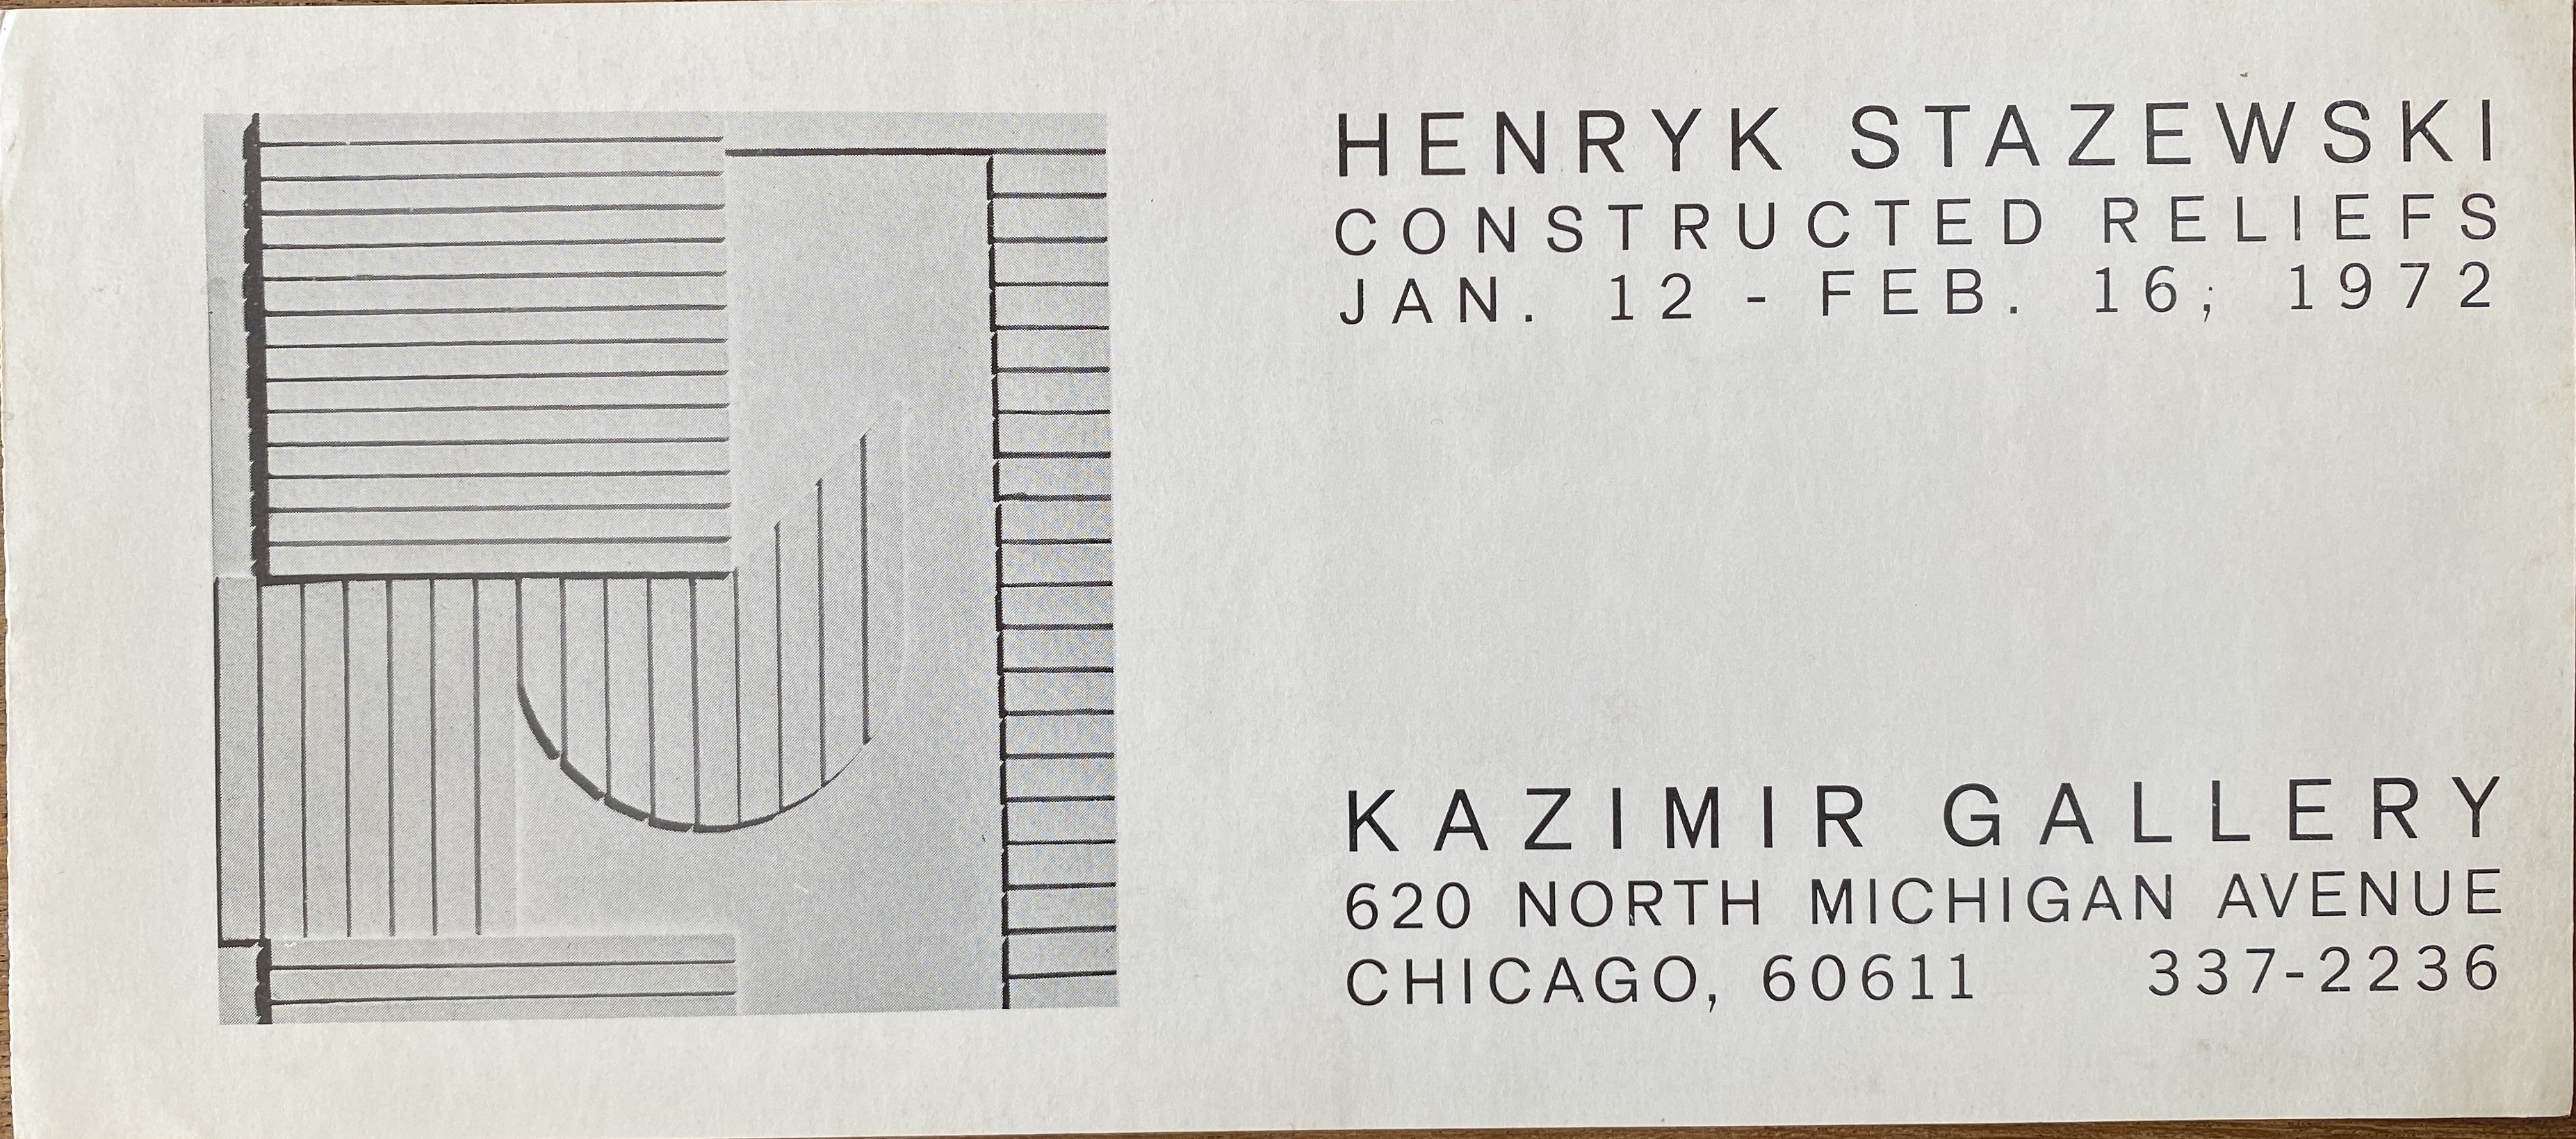 HENRYK STAZEWSKI
CONSTRUCTED RELIEFS
JAN. 12 - FEB. 16, 1972
KAZIMIR GALLERY
620 NORTH MICHIGAN AVENUE
CHICAGO, 60611 337-2236